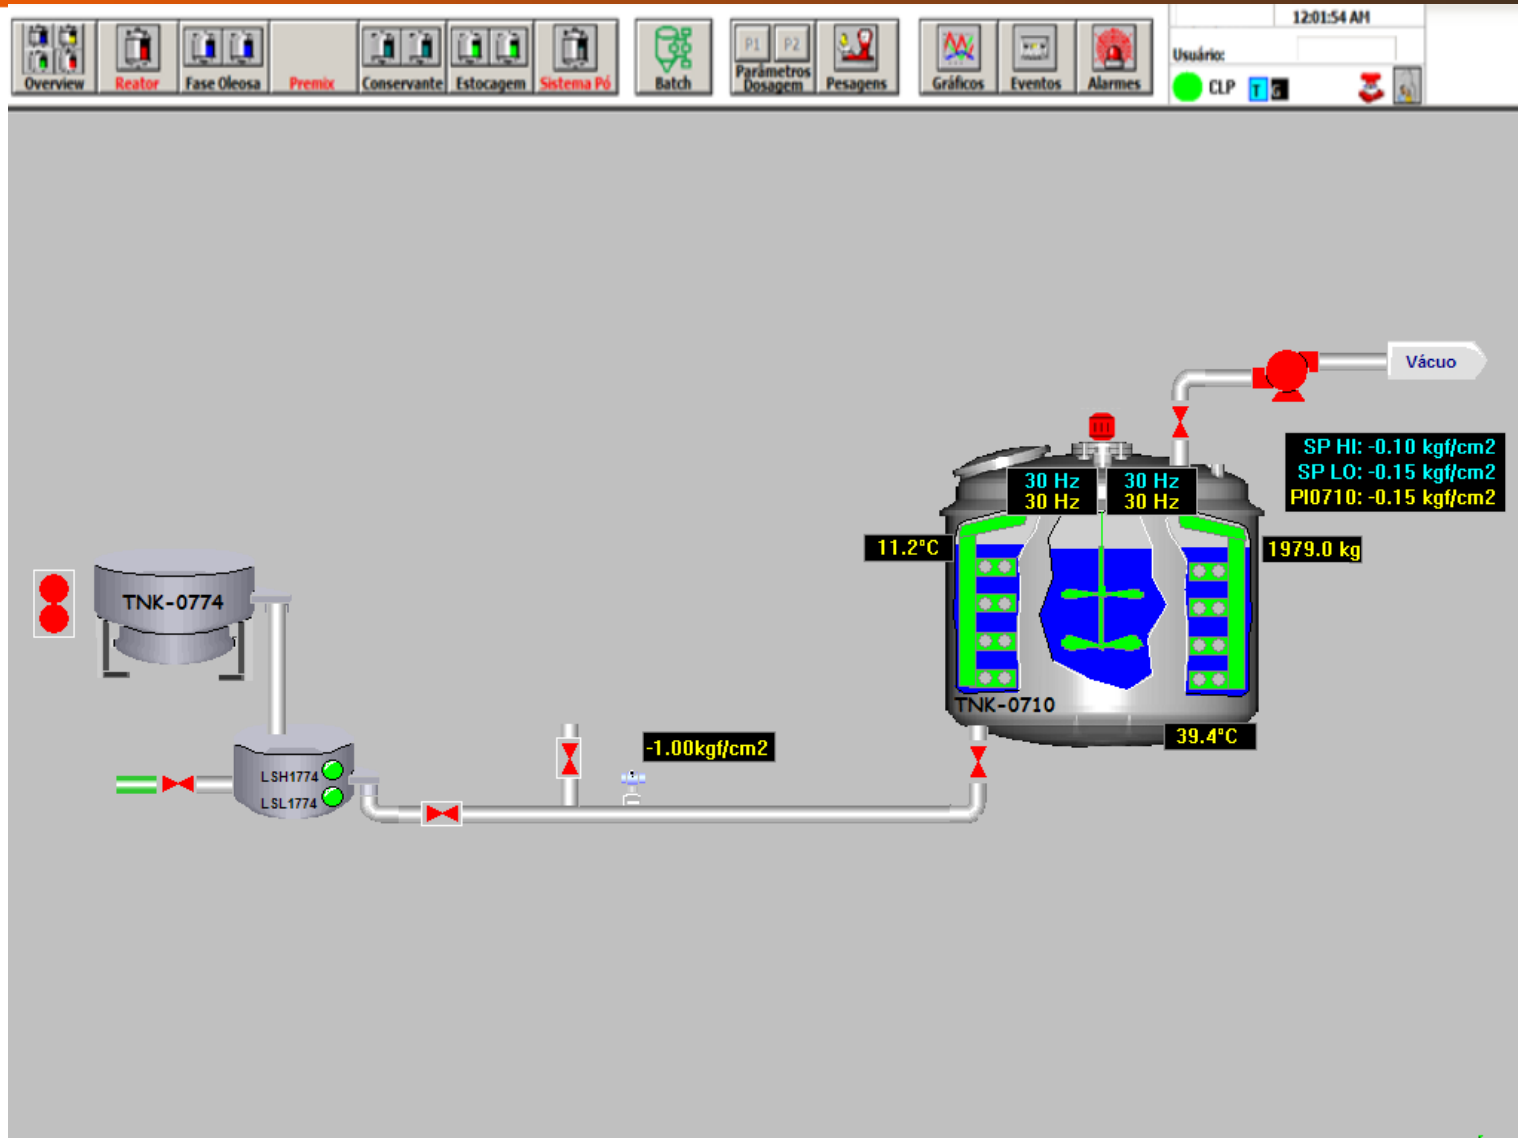 12:01:54 AM
Usuário:
CLP
T G
P1 P2
Overview
Reator
Fase Oleosa
Premix
Conservante
Estocagem
Sistema Pó
Batch
Parâmetros
Dosagem
Pesagens
Gráficos
Eventos
Alarmes
Vácuo
SP HI: -0.10 kgf/cm2
SP LO: -0.15 kgf/cm2
PI0710: -0.15 kgf/cm2
30 Hz
30 Hz
30 Hz
30 Hz
11.2°C
1979.0 kg
TNK-0774
TNK-0710
39.4°C
-1.00kgf/cm2
LSH1774
LSL1774